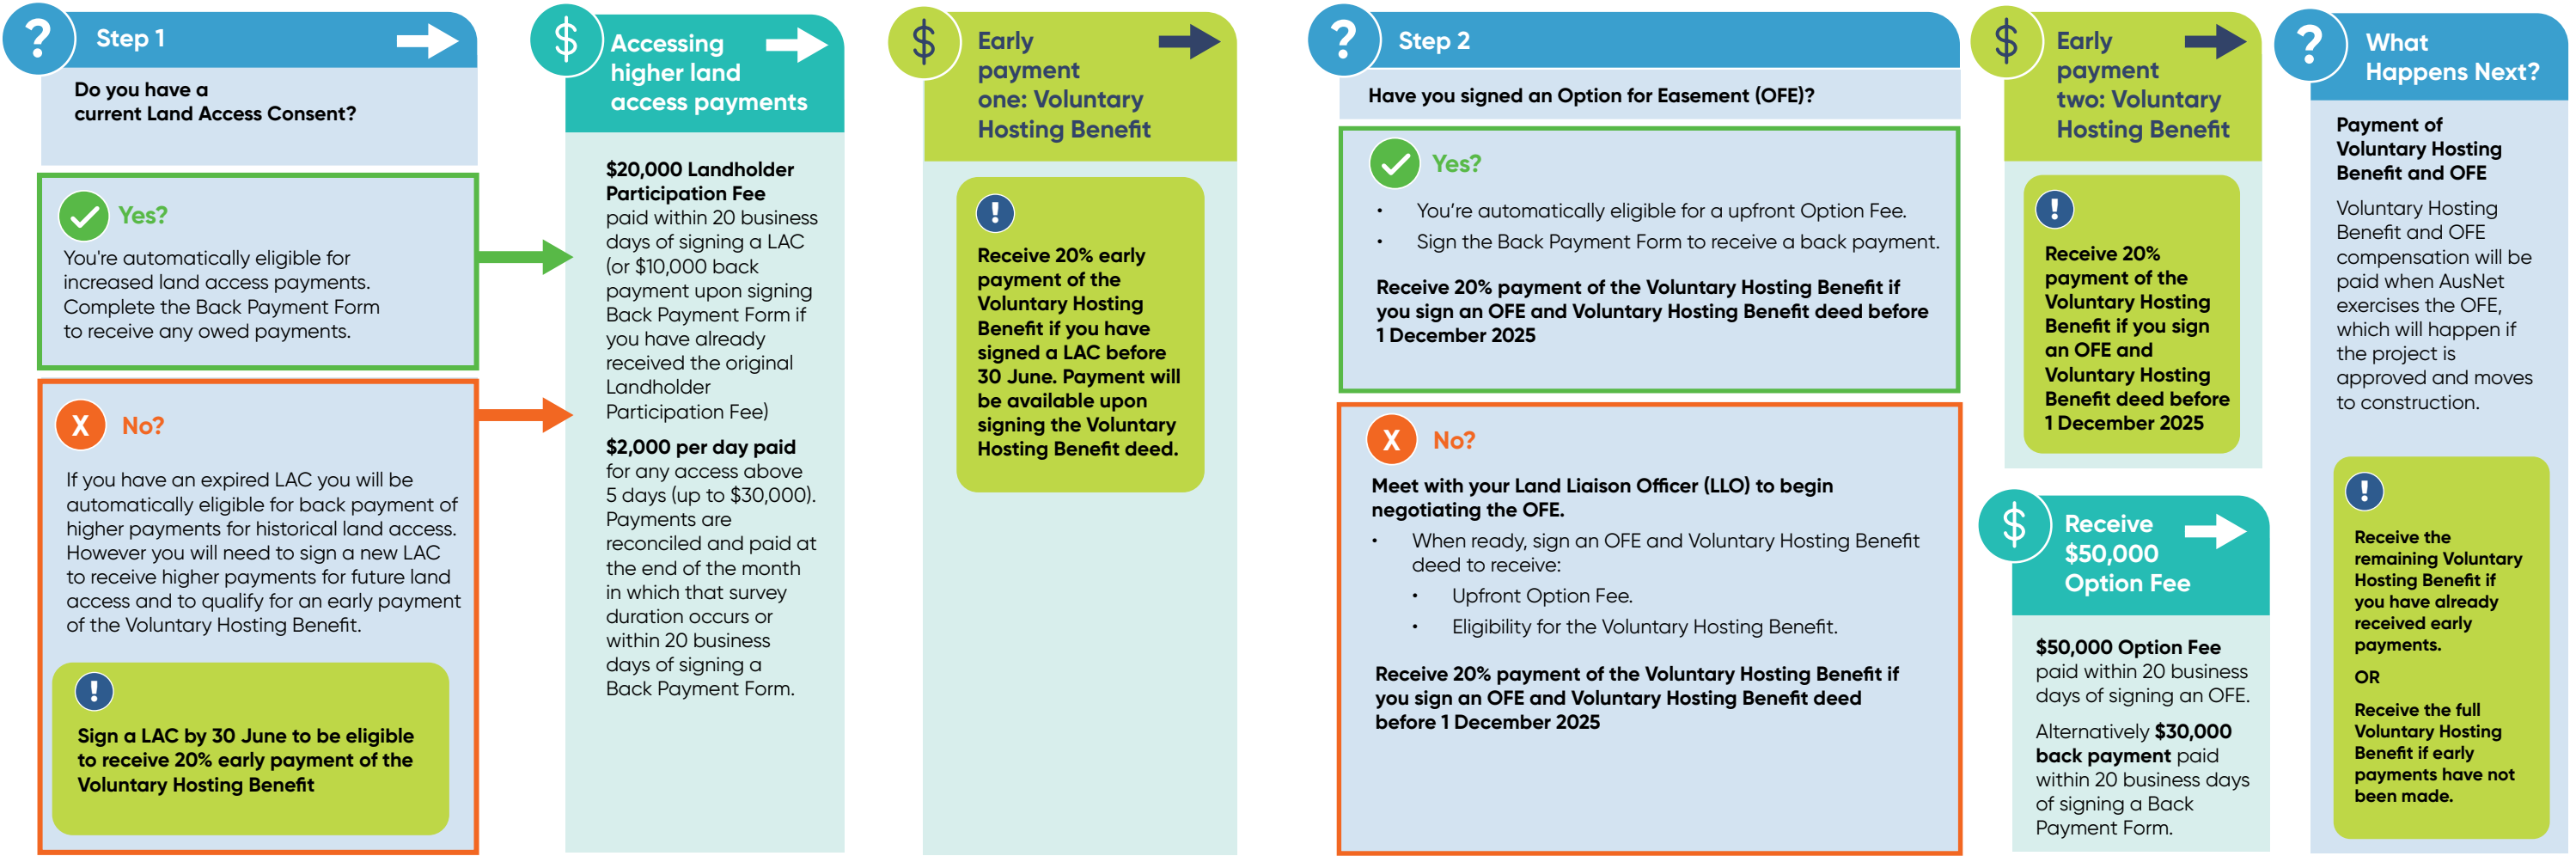 ?
Step 1
Do you have a
current Land Access Consent?
Yes?
You're automatically eligible for
increased land access payments.
Complete the Back Payment Form
to receive any owed payments.
X
No?
If you have an expired LAC you will be
automatically eligible for back payment of
higher payments for historical land access.
However you will need to sign a new LAC
to receive higher payments for future land
access and to qualify for an early payment
of the Voluntary Hosting Benefit.
!
Sign a LAC by 30 June to be eligible
to receive 20% early payment of the
Voluntary Hosting Benefit
$
Accessing
higher land
access payments
$20,000 Landholder
Participation Fee
paid within 20 business
days of signing a LAC
(or $10,000 back
payment upon signing
Back Payment Form if
you have already
received the original
Landholder
Participation Fee)
$2,000 per day paid
for any access above
5 days (up to $30,000).
Payments are
reconciled and paid at
the end of the month
in which that survey
duration occurs or
within 20 business
days of signing a
Back Payment Form.
$
Early
payment
one: Voluntary
Hosting Benefit
!
Receive 20% early
payment of the
Voluntary Hosting
Benefit if you have
signed a LAC before
30 June. Payment will
be available upon
signing the Voluntary
Hosting Benefit deed.
?
Step 2
Have you signed an Option for Easement (OFE)?
Yes?
• You're automatically eligible for a upfront Option Fee.
• Sign the Back Payment Form to receive a back payment.
Receive 20% payment of the Voluntary Hosting Benefit if
you sign an OFE and Voluntary Hosting Benefit deed before
1 December 2025
X
No?
Meet with your Land Liaison Officer (LLO) to begin
negotiating the OFE.
• When ready, sign an OFE and Voluntary Hosting Benefit
deed to receive:
• Upfront Option Fee.
• Eligibility for the Voluntary Hosting Benefit.
Receive 20% payment of the Voluntary Hosting Benefit if
you sign an OFE and Voluntary Hosting Benefit deed
before 1 December 2025
$
Early
payment
two: Voluntary
Hosting Benefit
!
Receive 20%
payment of the
Voluntary Hosting
Benefit if you sign
an OFE and
Voluntary Hosting
Benefit deed before
1 December 2025
$
Receive
$50,000
Option Fee
$50,000 Option Fee
paid within 20 business
days of signing an OFE.
Alternatively $30,000
back payment paid
within 20 business days
of signing a Back
Payment Form.
?
What
Happens Next?
Payment of
Voluntary Hosting
Benefit and OFE
Voluntary Hosting
Benefit and OFE
compensation will be
paid when AusNet
exercises the OFE,
which will happen if
the project is
approved and moves
to construction.
!
Receive the
remaining Voluntary
Hosting Benefit if
you have already
received early
payments.
OR
Receive the full
Voluntary Hosting
Benefit if early
payments have not
been made.